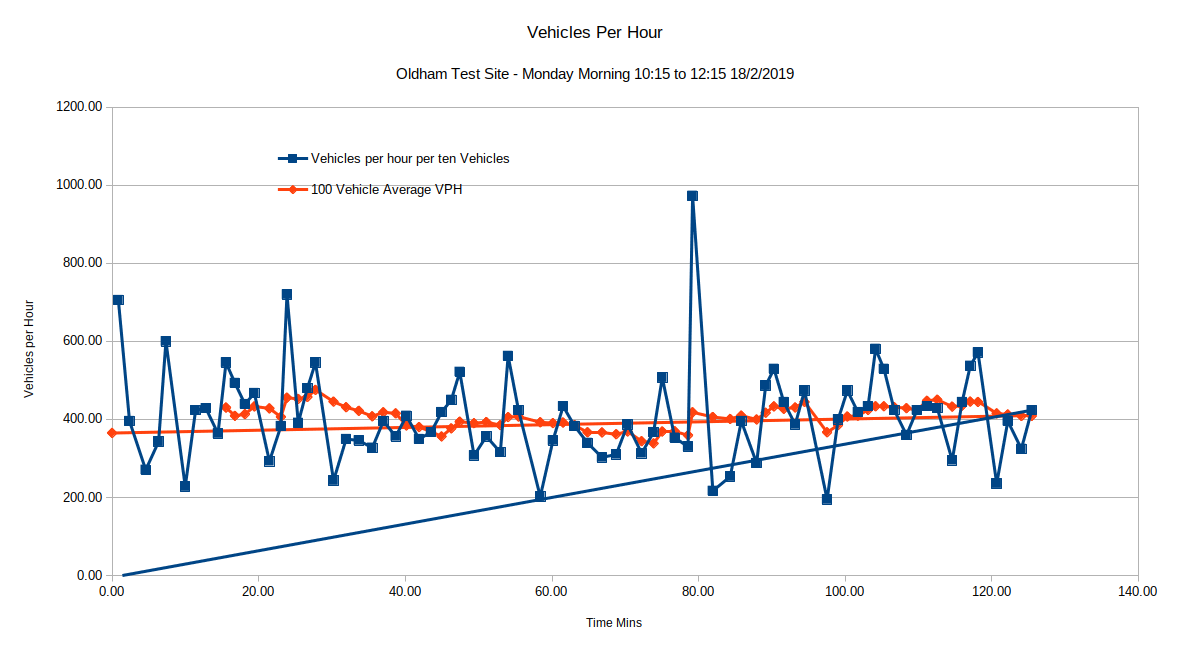 Vehicles Per Hour
Oldham Test Site - Monday Morning 10:15 to 12:15 18/2/2019
1200.00
1000.00
800.00
600.00
400.00
200.00
0.00
Vehicles per Hour
Vehicles per hour per ten Vehicles
100 Vehicle Average VPH
0.00 20.00 40.00 60.00 80.00 100.00 120.00 140.00
Time Mins